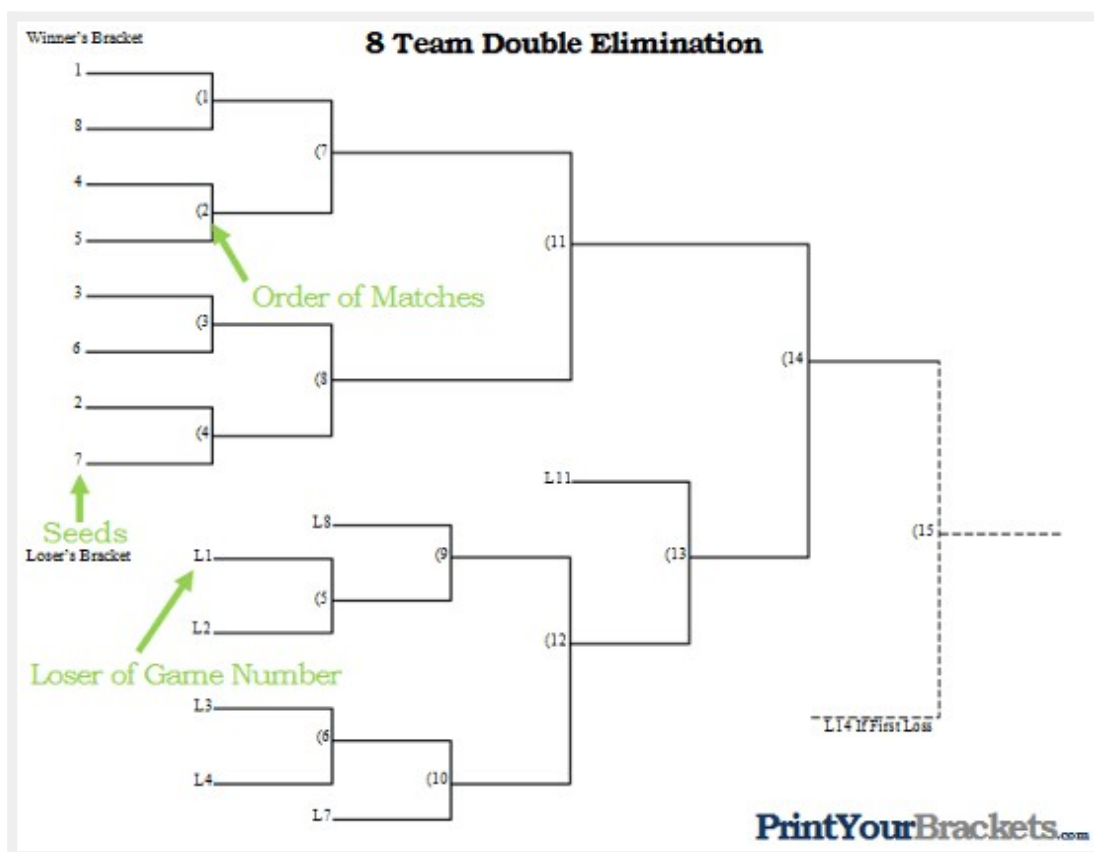 Winner's Bracket
8 Team Double Elimination
1
(1
8
(7
4
(2
5
(11
Order of Matches
3
(3
6
(8
(14
2
(4
7
L11
Seeds
L8
Loser's Bracket
L1
(9
(13
(15
(5
L2
(12
Loser of Game Number
L3
(6
L14 If First Loss
L4
(10
L7
PrintYourBrackets.com